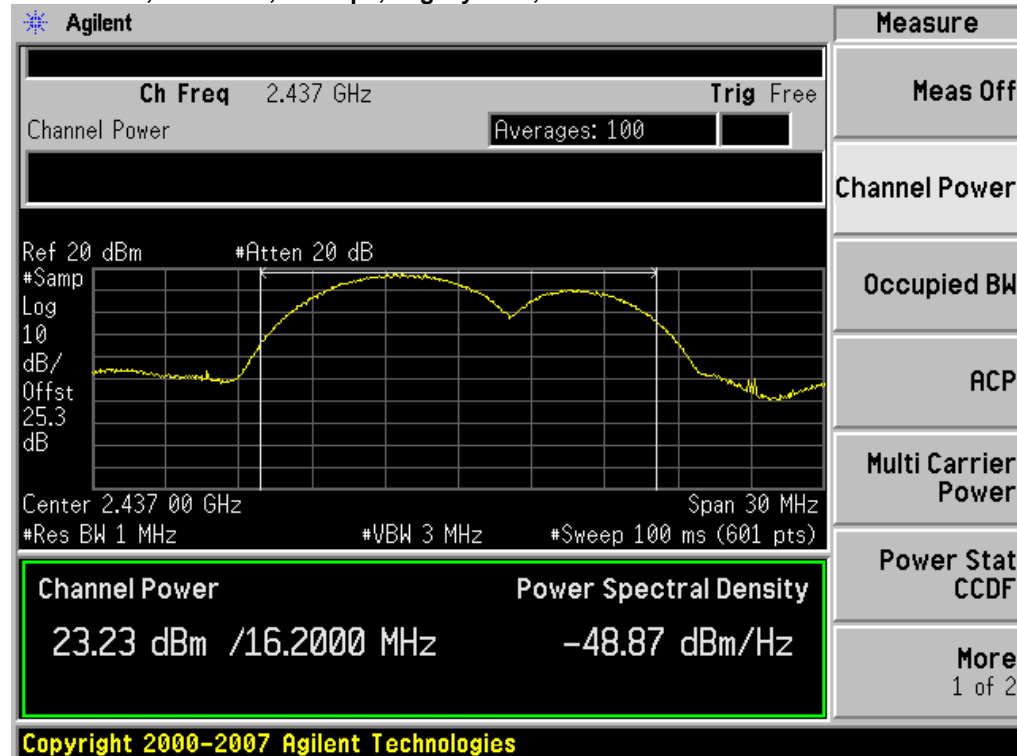 Agilent
Measure
Ch Freq 2.437 GHz Trig Free
Channel Power Averages: 100
Ref 20 dBm #Atten 20 dB
#Samp
Log
10
dB/
Offst
25.3
dB
Center 2.437 00 GHz Span 30 MHz
#Res BW 1 MHz #VBW 3 MHz #Sweep 100 ms (601 pts)
Channel Power Power Spectral Density
23.23 dBm /16.2000 MHz -48.87 dBm/Hz
Copyright 2000-2007 Agilent Technologies
Meas Off
Channel Power
Occupied BW
ACP
Multi Carrier
Power
Power Stat
CCDF
More
1 of 2